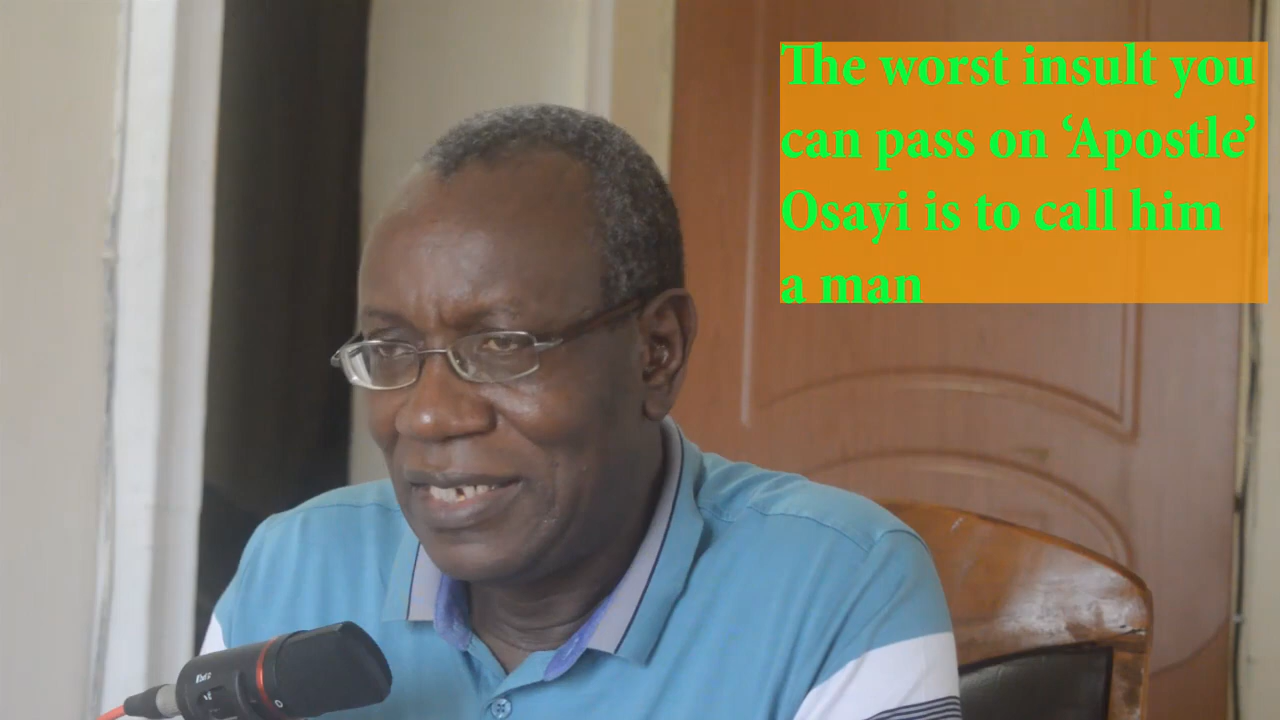 The worst insult you
can pass on ‘Apostle’
Osayi is to call him
a man